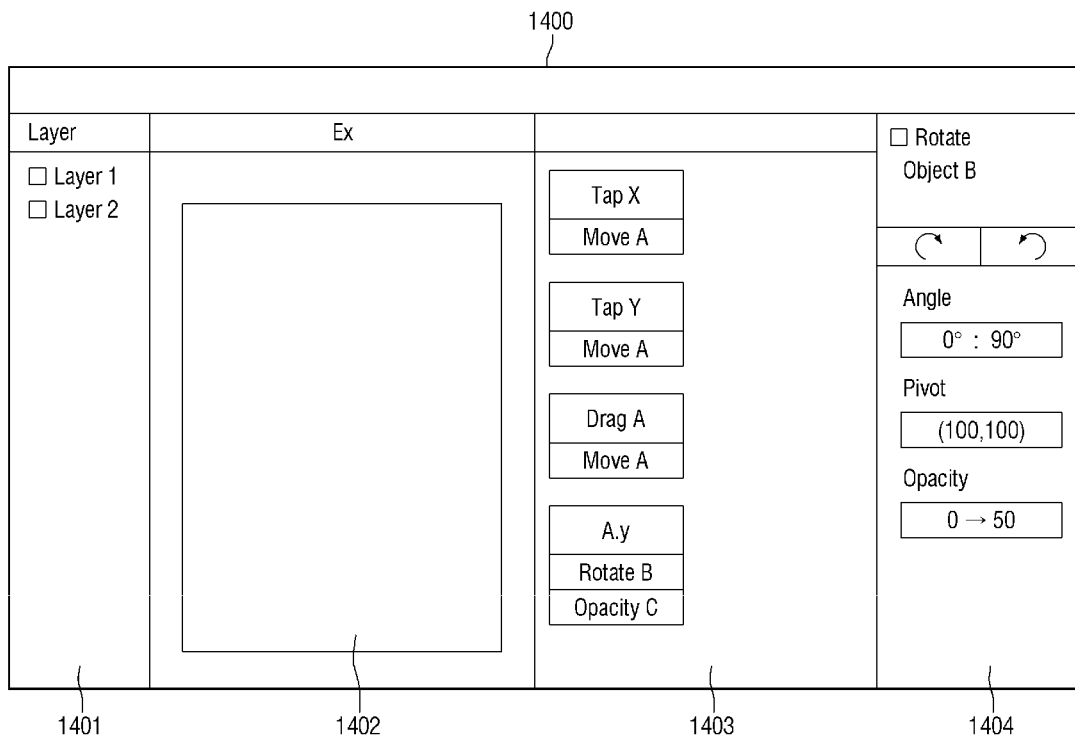 1400
Layer
Ex
Layer 1
Layer 2
Tap X
Move A
Tap Y
Move A
Drag A
Move A
A.y
Rotate B
Opacity C
Rotate
Object B
Angle
0° : 90°
Pivot
(100,100)
Opacity
0 → 50
1401
1402
1403
1404